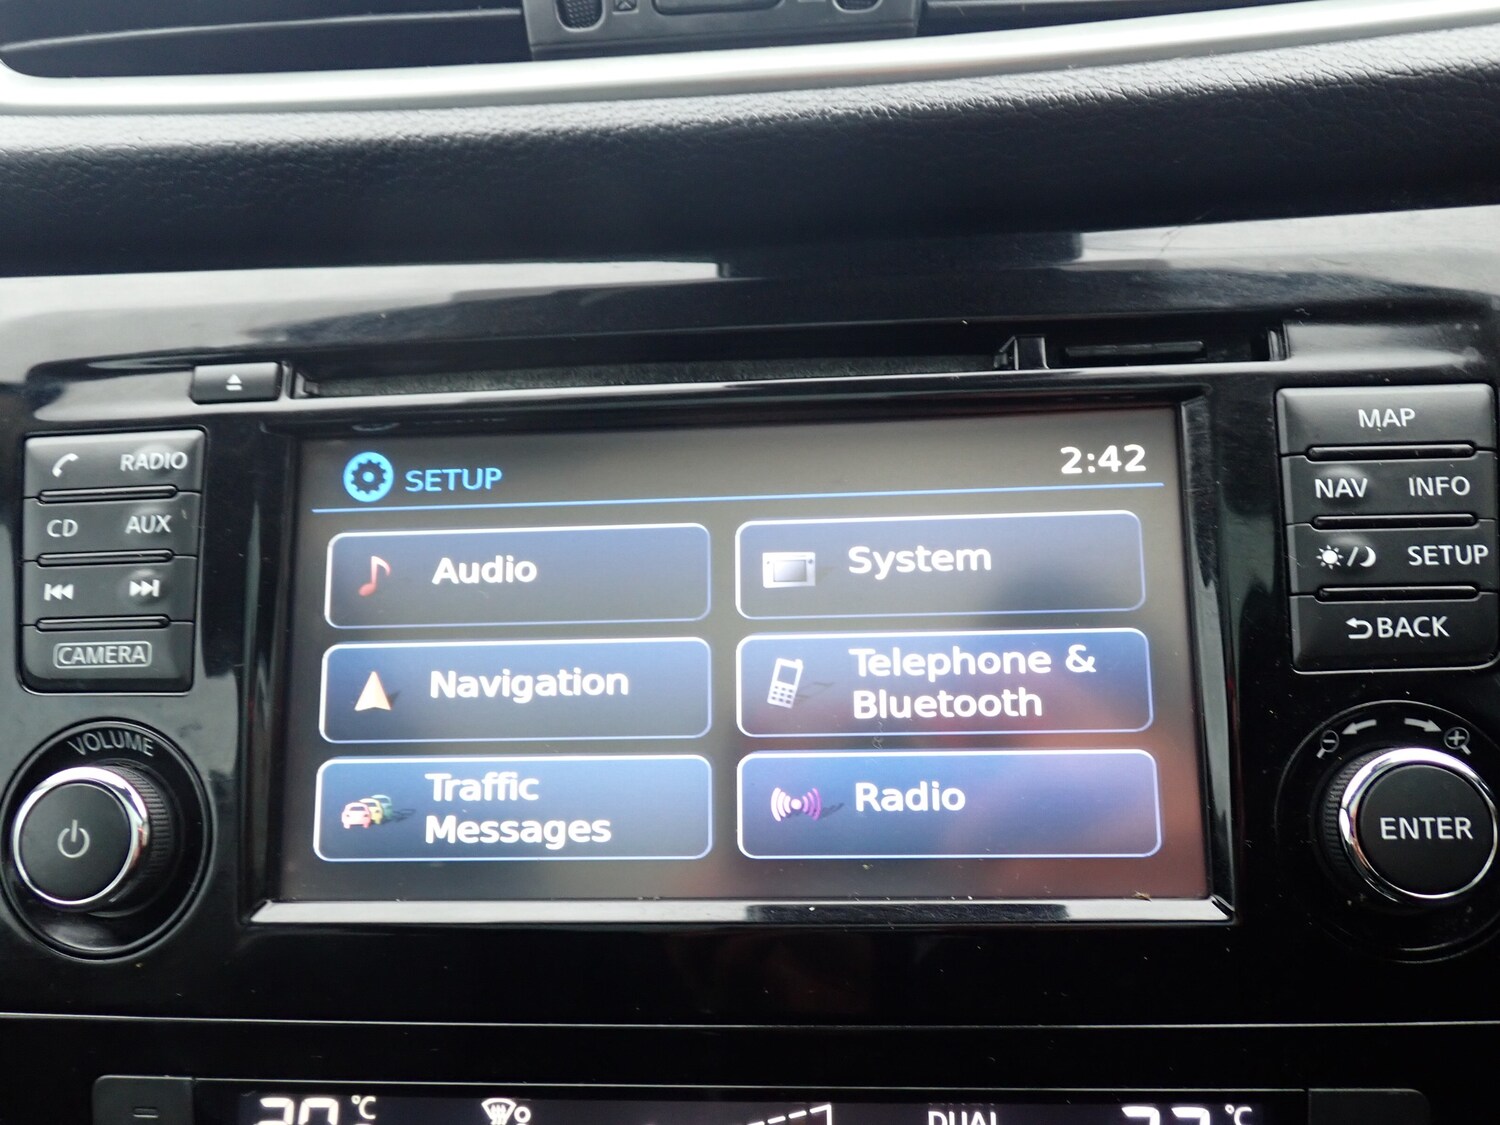 SETUP
2:42
Audio
System
Navigation
Telephone &
Bluetooth
Traffic
Messages
Radio
RADIO
CD AUX
CAMERA
VOLUME
MAP
NAV INFO
SETUP
BACK
ENTER
°C
DUAL
°C